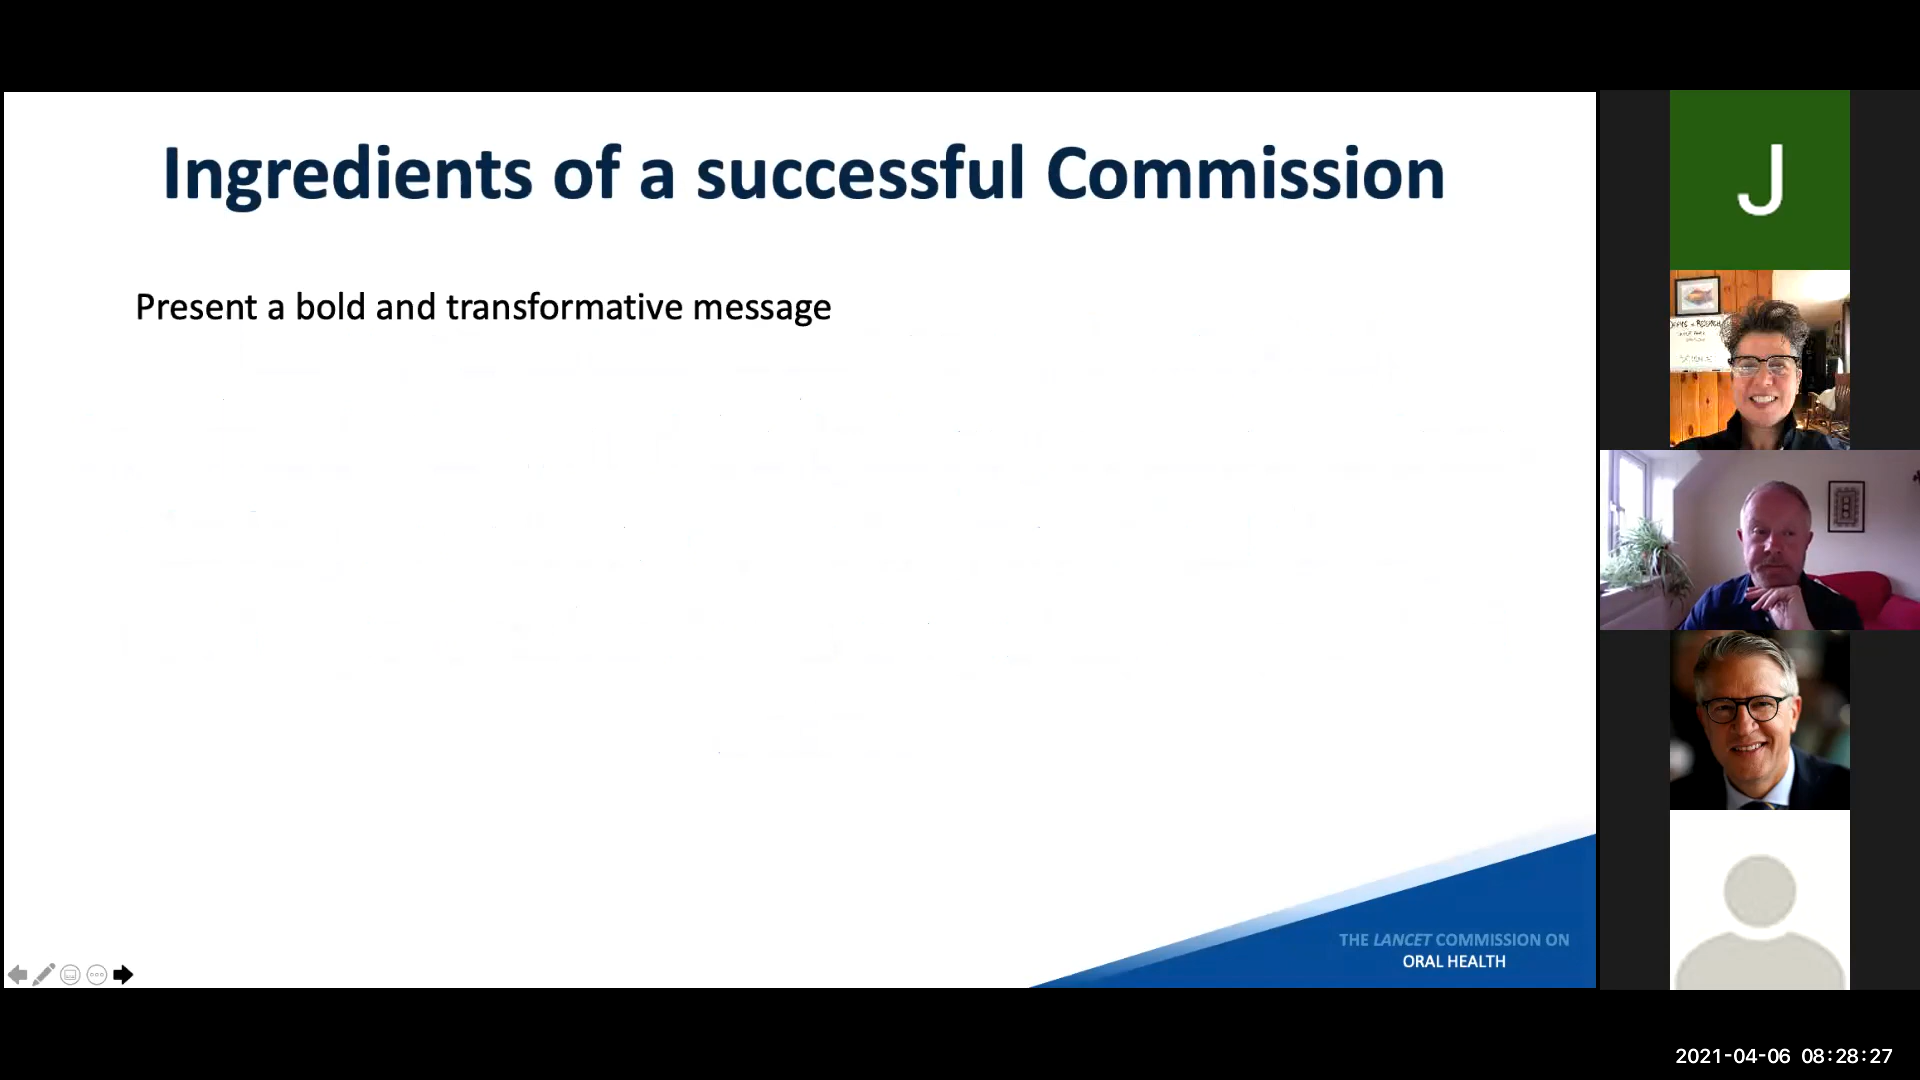 Ingredients of a successful Commission
Present a bold and transformative message
THE LANCET COMMISSION ON
ORAL HEALTH
J
2021-04-06 08:28:27